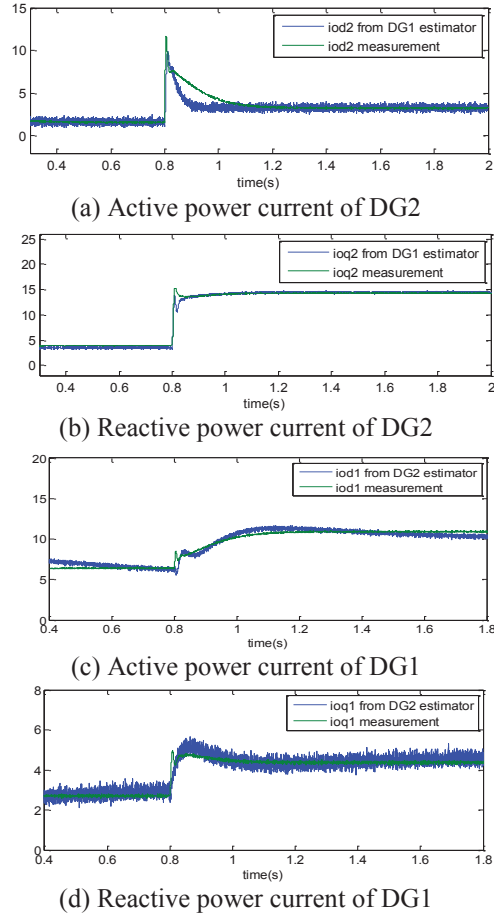 15
10
5
0
iod2 from DG1 estimator
iod2 measurement
0.4 0.6 0.8 1 1.2 1.4 1.6 1.8 2
time(s)
(a) Active power current of DG2
25
20
15
10
5
0
ioq2 from DG1 estimator
ioq2 measurement
0.4 0.6 0.8 1 1.2 1.4 1.6 1.8 2
time(s)
(b) Reactive power current of DG2
20
15
10
5
0
iod1 from DG2 estimator
iod1 measurement
0.4 0.6 0.8 1 1.2 1.4 1.6 1.8
time(s)
(c) Active power current of DG1
8
6
4
2
0
ioq1 from DG2 estimator
ioq1 measurement
0.4 0.6 0.8 1 1.2 1.4 1.6 1.8
time(s)
(d) Reactive power current of DG1